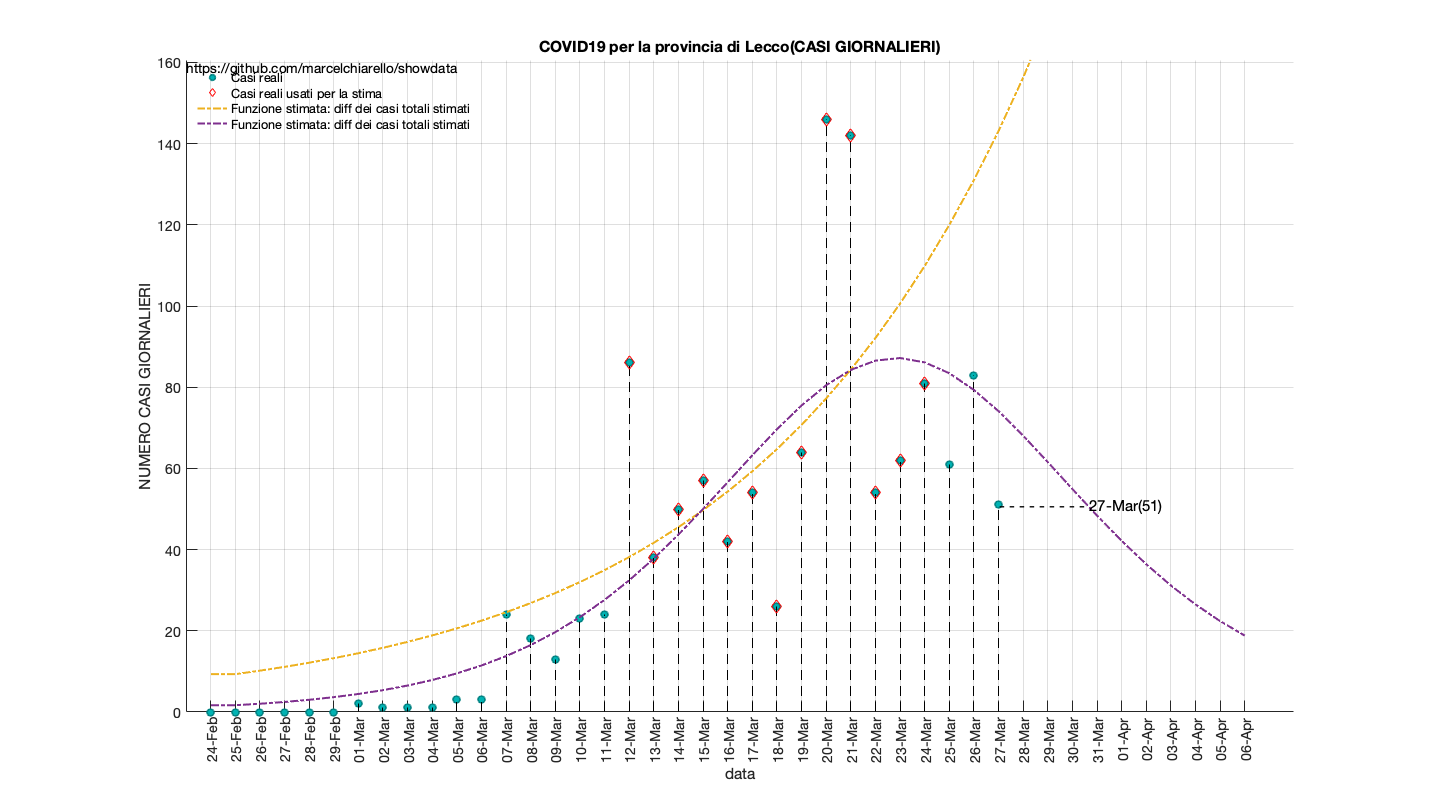 COVID19 per la provincia di Lecco(CASI GIORNALIERI)
https://github.com/marcelchiarello/showdata
Casi reali
Casi reali usati per la stima
Funzione stimata: diff dei casi totali stimati
Funzione stimata: diff dei casi totali stimati
NUMERO CASI GIORNALIERI
160
140
120
100
80
60
40
20
0
27-Mar(51)
24-Feb
25-Feb
26-Feb
27-Feb
28-Feb
29-Feb
01-Mar
02-Mar
03-Mar
04-Mar
05-Mar
06-Mar
07-Mar
08-Mar
09-Mar
10-Mar
11-Mar
12-Mar
13-Mar
14-Mar
15-Mar
16-Mar
17-Mar
18-Mar
19-Mar
20-Mar
21-Mar
22-Mar
23-Mar
24-Mar
25-Mar
26-Mar
27-Mar
28-Mar
29-Mar
30-Mar
31-Mar
01-Apr
02-Apr
03-Apr
04-Apr
05-Apr
06-Apr
data